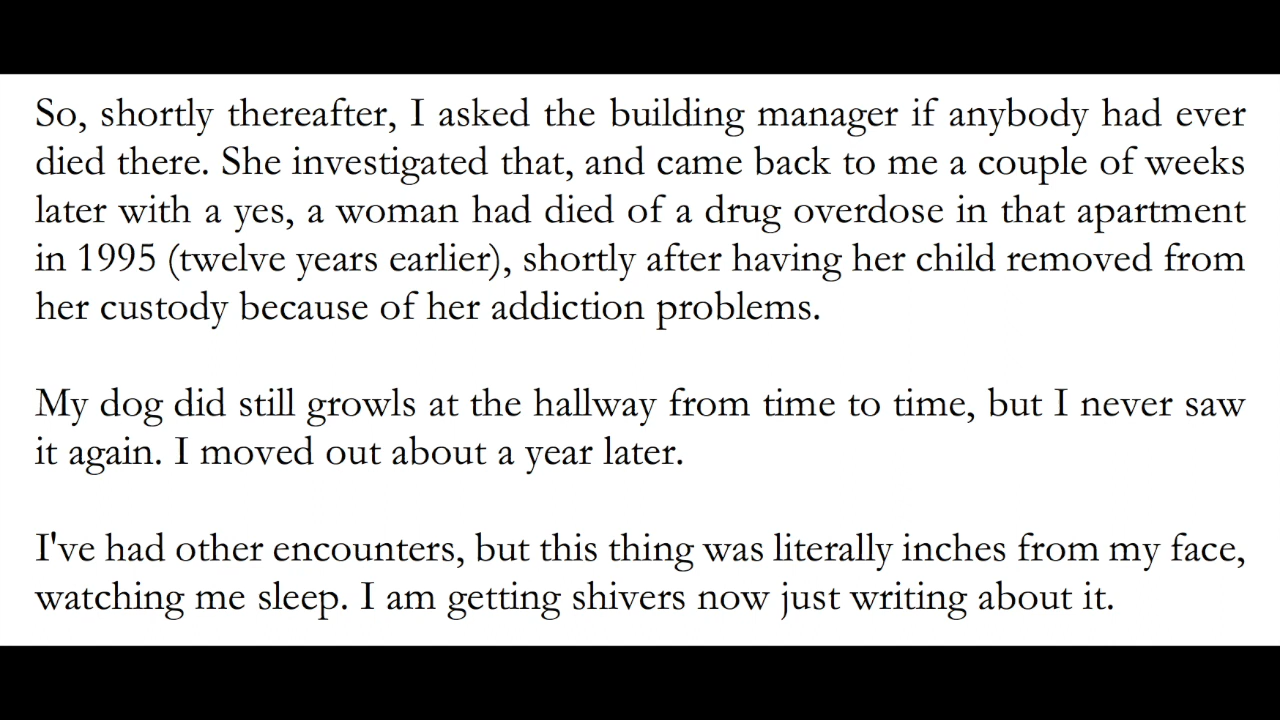 So, shortly thereafter, I asked the building manager if anybody had ever
died there. She investigated that, and came back to me a couple of weeks
later with a yes, a woman had died of a drug overdose in that apartment
in 1995 (twelve years earlier), shortly after having her child removed from
her custody because of her addiction problems.
My dog did still growls at the hallway from time to time, but I never saw
it again. I moved out about a year later.
I've had other encounters, but this thing was literally inches from my face,
watching me sleep. I am getting shivers now just writing about it.